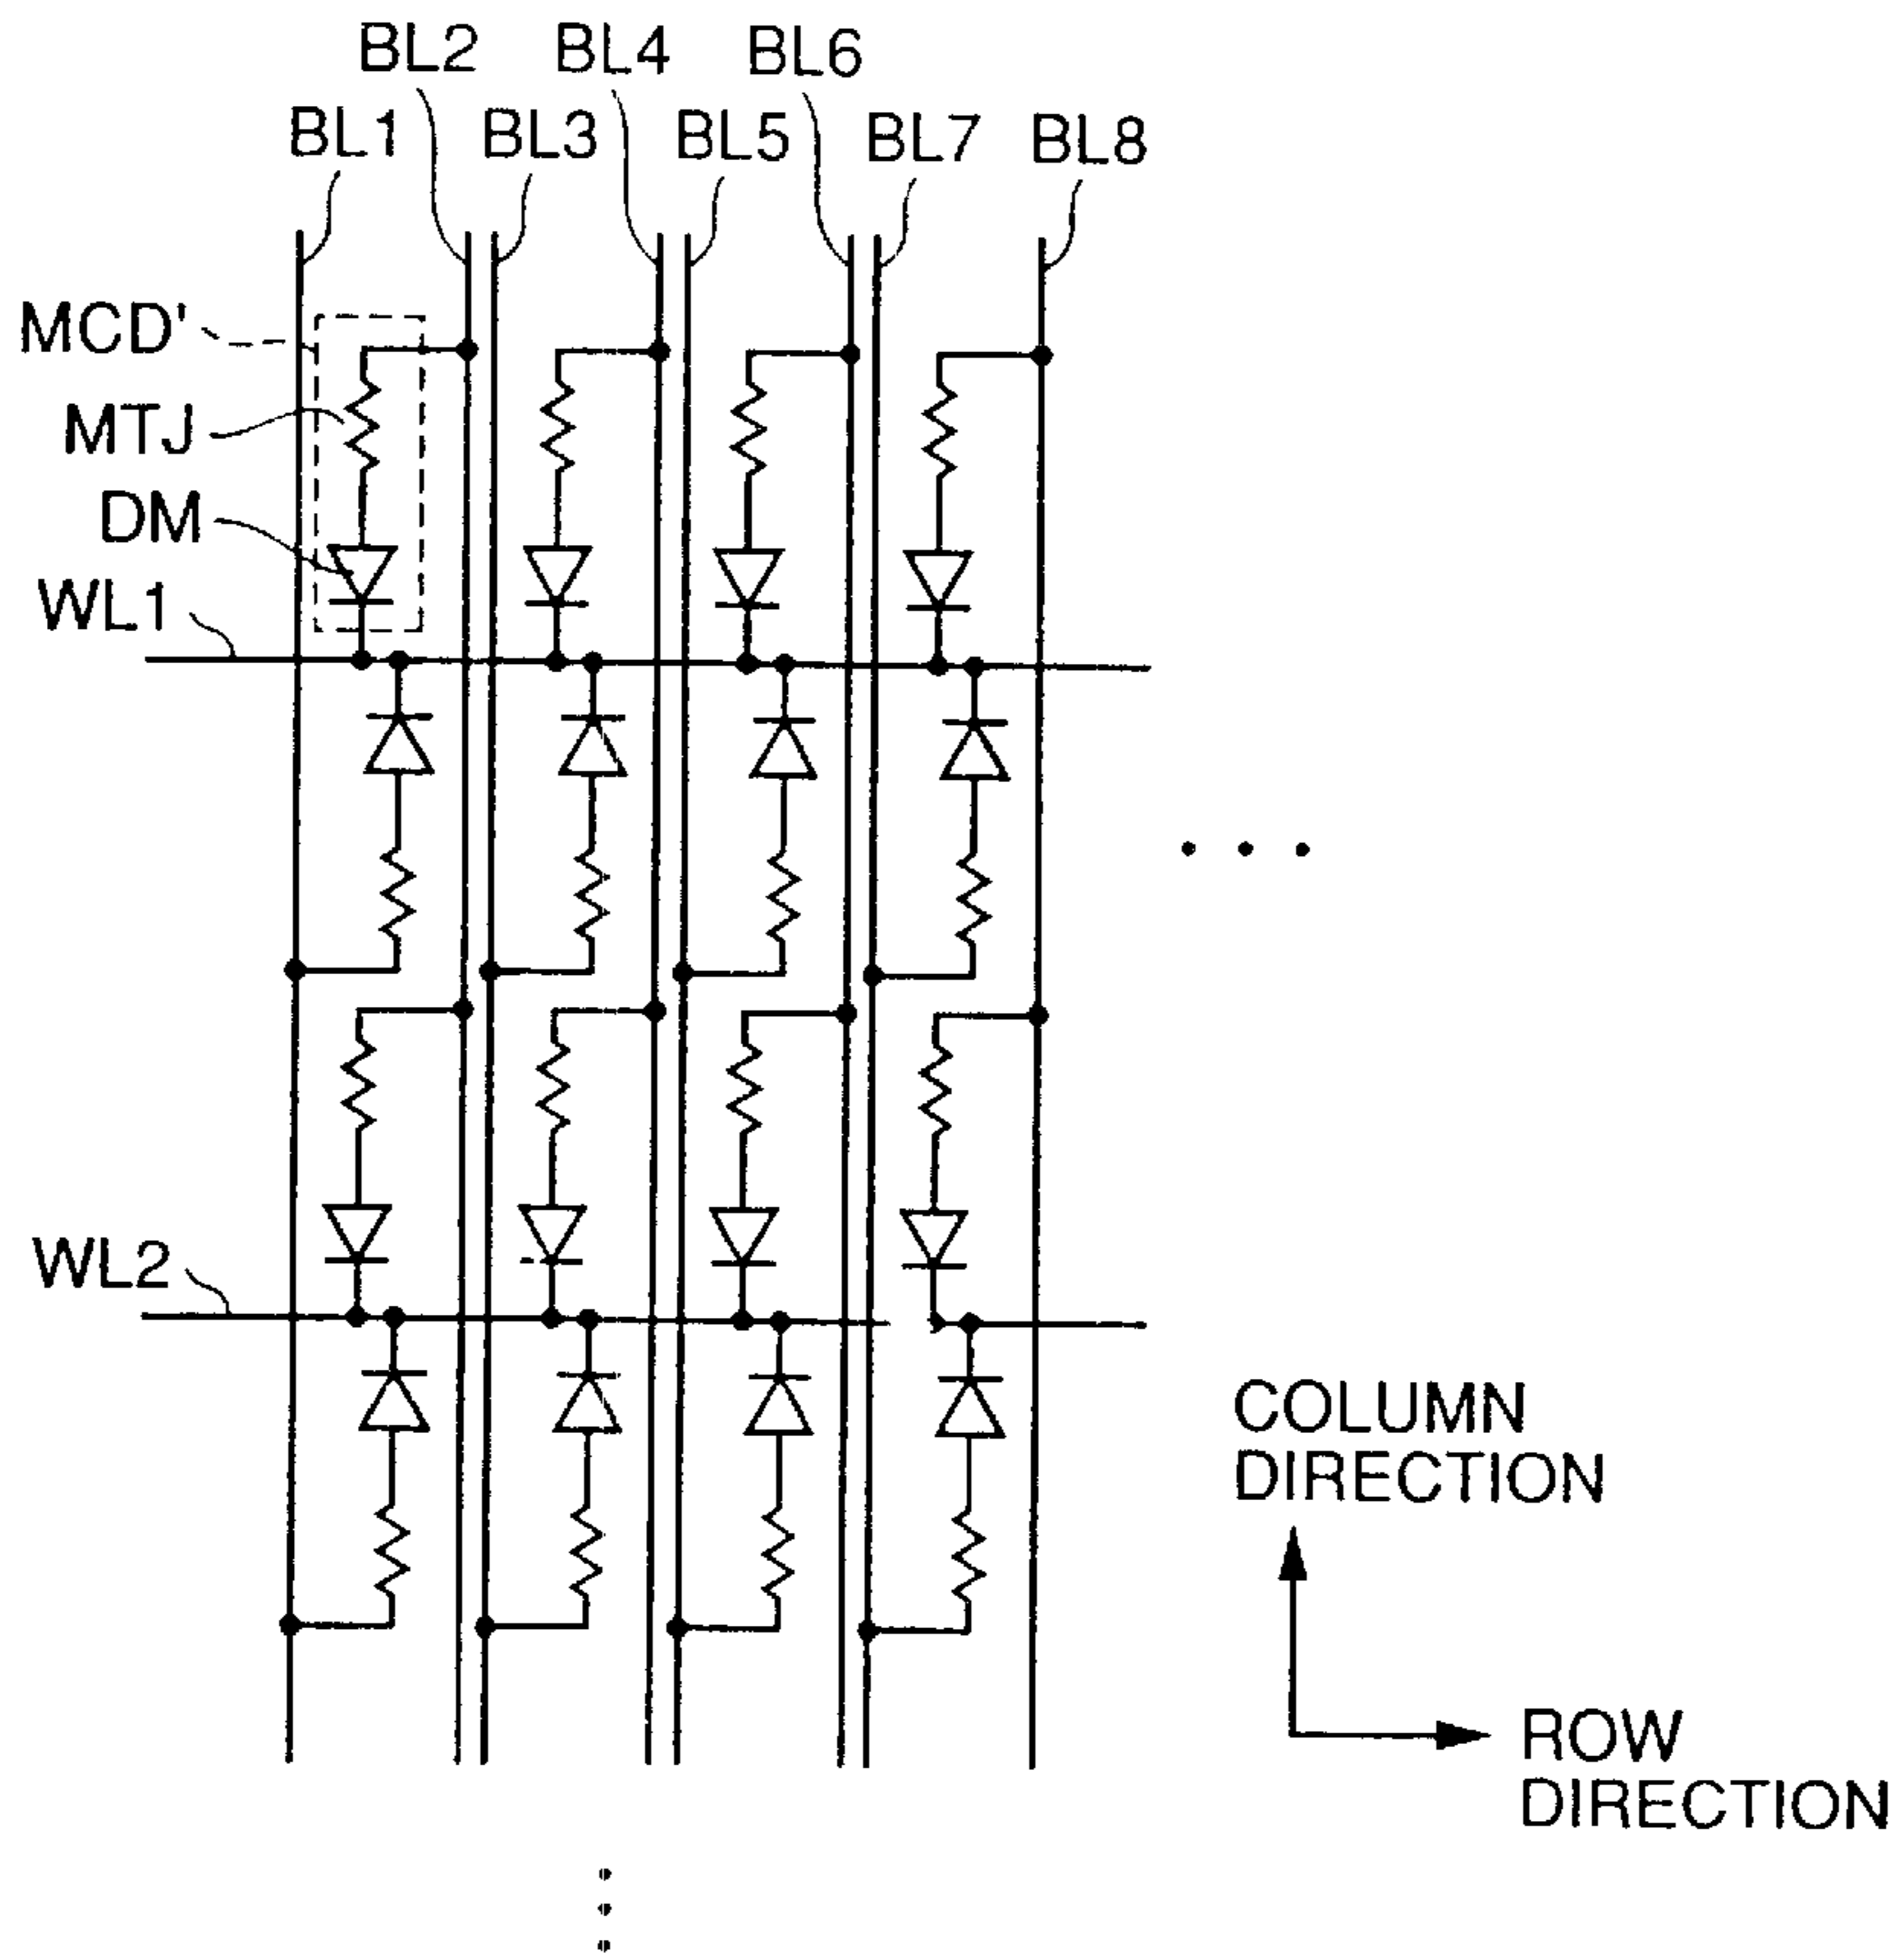 BL2 BL4 BL6
BL1 BL3 BL5 BL7 BL8
MCD'
MTJ
DM
WL1
WL2
COLUMN
DIRECTION
ROW
DIRECTION